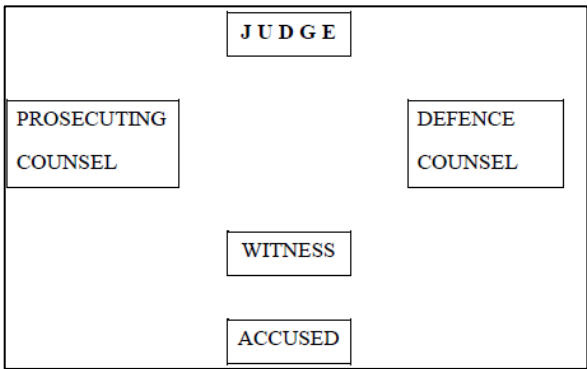 J U D G E
PROSECUTING
COUNSEL
DEFENCE
COUNSEL
WITNESS
ACCUSED